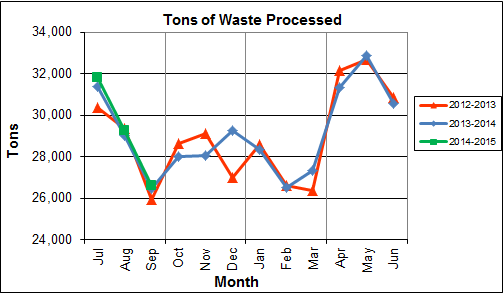 Tons of Waste Processed
34,000
32,000
30,000
28,000
26,000
24,000
Tons
Jul
Aug
Sep
Oct
Nov
Dec
Jan
Feb
Mar
Apr
May
Jun
Month
2012-2013
2013-2014
2014-2015